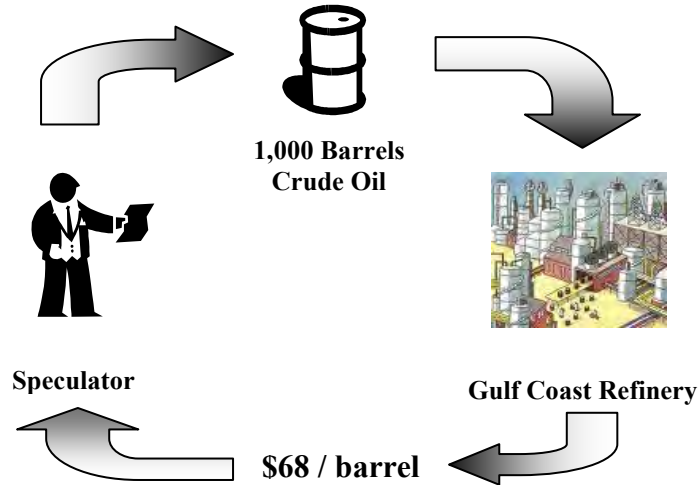 1,000 Barrels
Crude Oil
Speculator
Gulf Coast Refinery
$68 / barrel